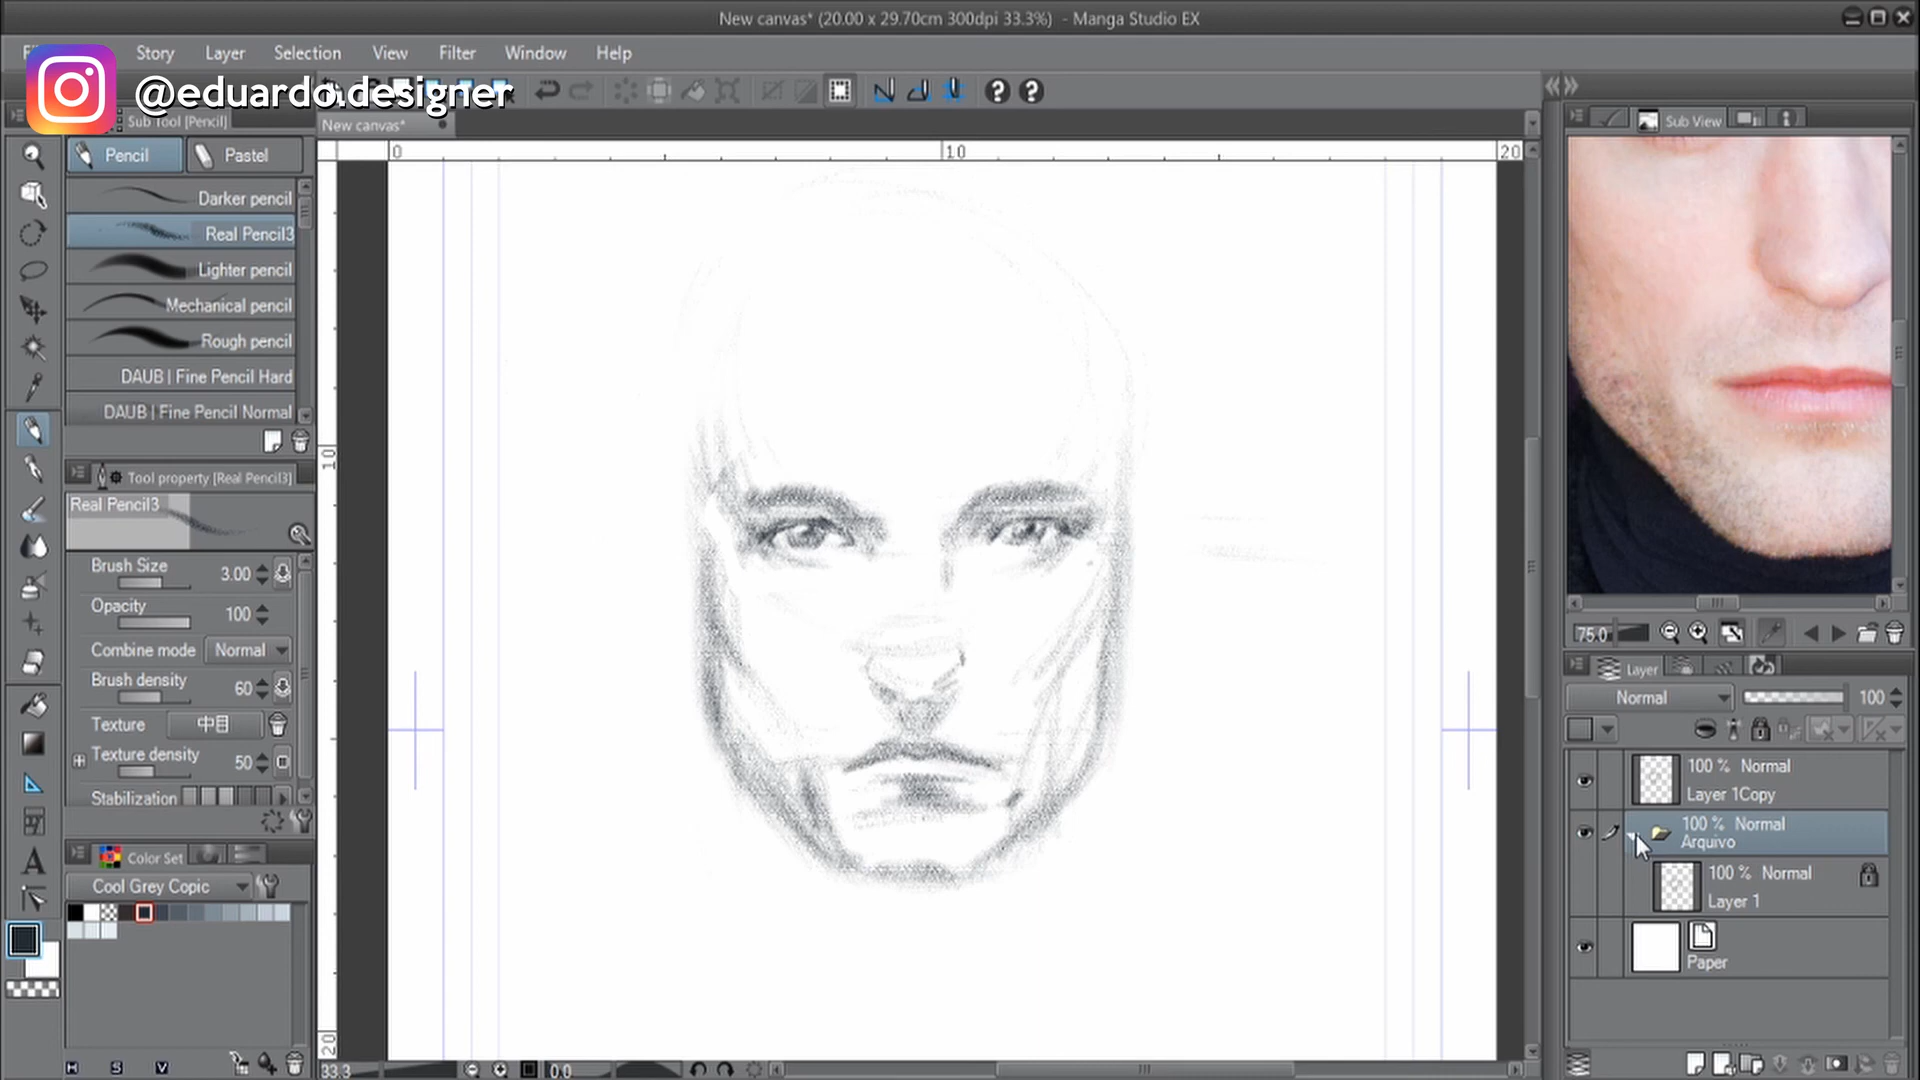 New canvas* (20.00 x 29.70cm 300dpi 33.3%) - Manga Studio EX
Story Layer Selection View Filter Window Help
@eduardo.designer
Sub Tool [Pencil]
New canvas*
Sub View
Pencil Pastel
0 10 20
Darker pencil
Real Pencil3
Lighter pencil
Mechanical pencil
Rough pencil
DAUB | Fine Pencil Hard
DAUB | Fine Pencil Normal
10
Tool property [Real Pencil3]
Real Pencil3
Brush Size 3.00
Opacity 100
Combine mode Normal
Brush density 60
Texture 中目
Texture density 50
Stabilization
Color Set
Cool Grey Copic
H S V
20
33.3 0.0
75.0
Layer
Normal 100
100 % Normal
Layer 1Copy
100 % Normal
Arquivo
100 % Normal
Layer 1
Paper